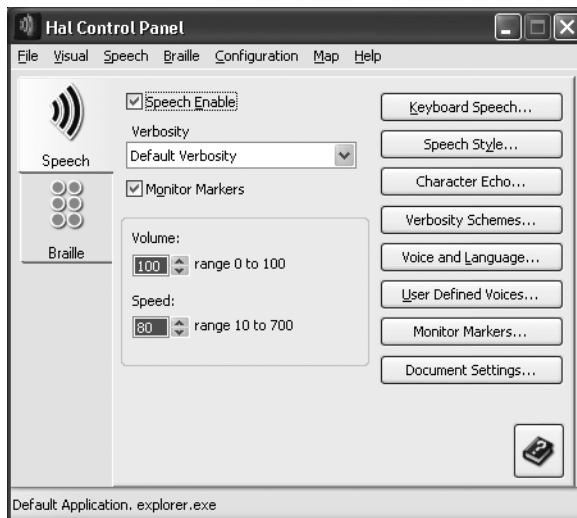 Hal Control Panel
File Visual Speech Braille Configuration Map Help
Speech
Braille
Speech Enable
Verbosity
Default Verbosity
Monitor Markers
Volume:
100 range 0 to 100
Speed:
80 range 10 to 700
Keyboard Speech...
Speech Style...
Character Echo...
Verbosity Schemes...
Voice and Language...
User Defined Voices...
Monitor Markers...
Document Settings...
?
Default Application. explorer.exe